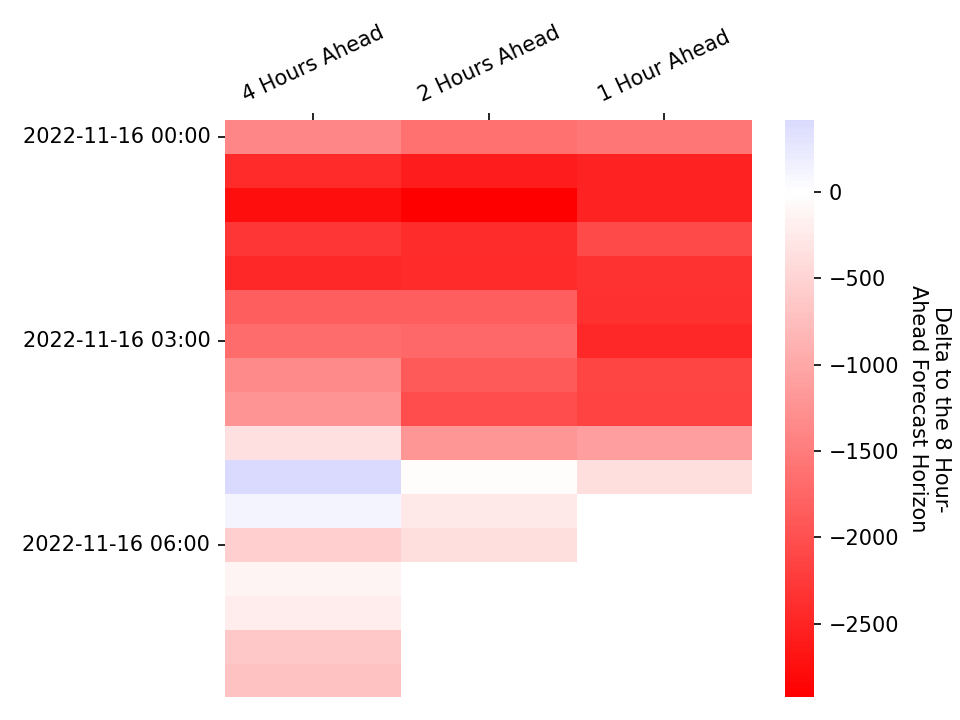 4 Hours Ahead
2 Hours Ahead
1 Hour Ahead
2022-11-16 00:00
2022-11-16 03:00
2022-11-16 06:00
0
−500
−1000
−1500
−2000
−2500
Delta to the 8 Hour-
Ahead Forecast Horizon